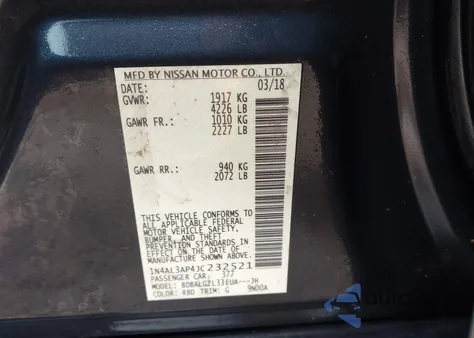 MFD BY NISSAN MOTOR CO., LTD.
DATE: 03/18
GVWR: 1917 KG
4226 LB
GAWR FR.: 1010 KG
2227 LB
GAWR RR.: 940 KG
2072 LB
THIS VEHICLE CONFORMS TO
ALL APPLICABLE FEDERAL
MOTOR VEHICLE SAFETY,
BUMPER, AND THEFT
PREVENTION STANDARDS IN
EFFECT ON THE DATE OF
MANUFACTURE SHOWN ABOVE.
1N4AL3AP4JC232521
PASSENGER CAR: 377
MODEL: BDBALGZL33EUA---JH
COLOR: RBD TRIM: G 9N00A